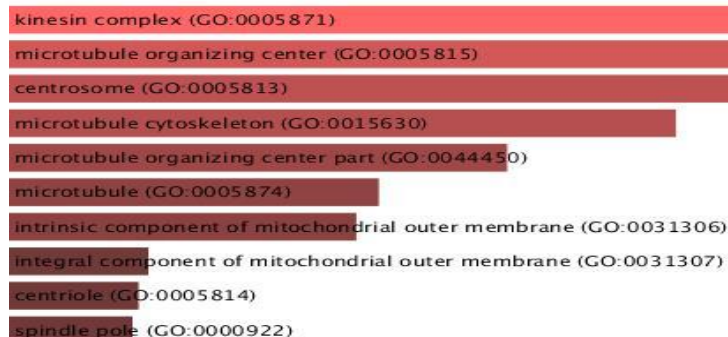 kinesin complex (GO:0005871)
microtubule organizing center (GO:0005815)
centrosome (GO:0005813)
microtubule cytoskeleton (GO:0015630)
microtubule organizing center part (GO:0044450)
microtubule (GO:0005874)
intrinsic component of mitochondrial outer membrane (GO:0031306)
integral component of mitochondrial outer membrane (GO:0031307)
centriole (GO:0005814)
spindle pole (GO:0000922)